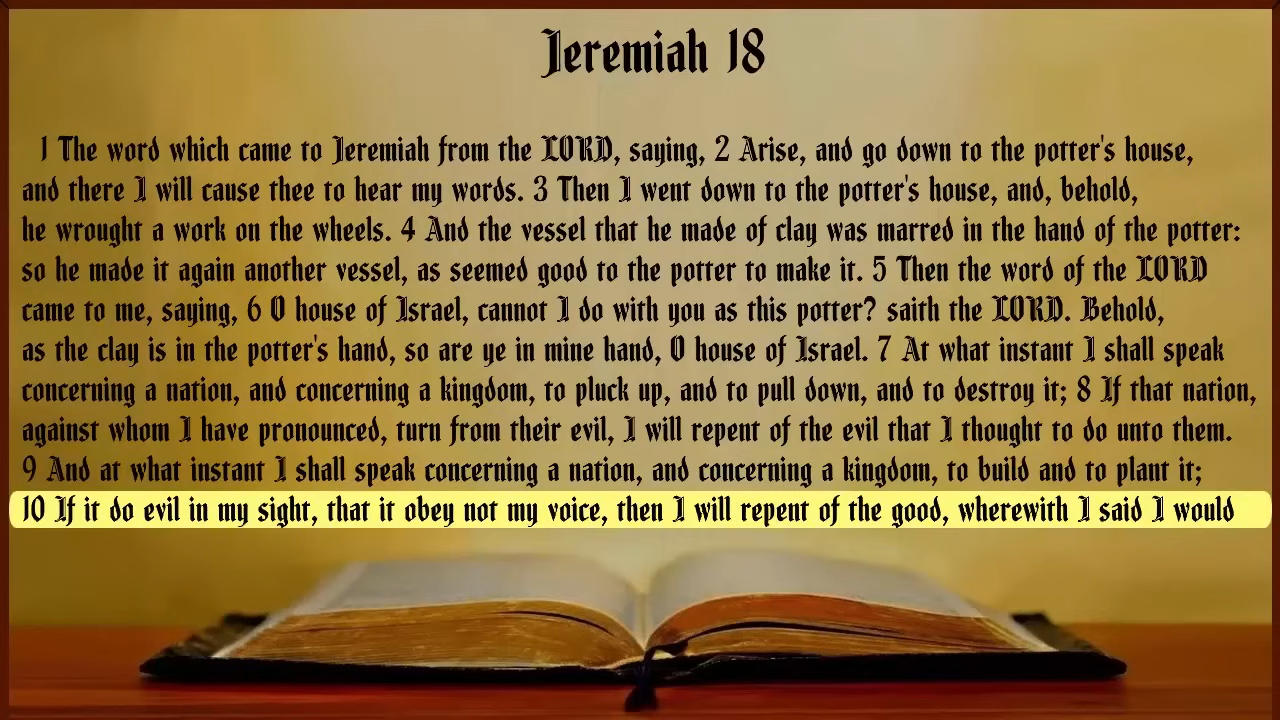 Jeremiah 18
1 The word which came to Jeremiah from the LORD, saying, 2 Arise, and go down to the potter's house,
and there I will cause thee to hear my words. 3 Then I went down to the potter's house, and, behold,
he wrought a work on the wheels. 4 And the vessel that he made of clay was marred in the hand of the potter:
so he made it again another vessel, as seemed good to the potter to make it. 5 Then the word of the LORD
came to me, saying, 6 O house of Israel, cannot I do with you as this potter? saith the LORD. Behold,
as the clay is in the potter's hand, so are ye in mine hand, O house of Israel. 7 At what instant I shall speak
concerning a nation, and concerning a kingdom, to pluck up, and to pull down, and to destroy it; 8 If that nation,
against whom I have pronounced, turn from their evil, I will repent of the evil that I thought to do unto them.
9 And at what instant I shall speak concerning a nation, and concerning a kingdom, to build and to plant it;
10 If it do evil in my sight, that it obey not my voice, then I will repent of the good, wherewith I said I would